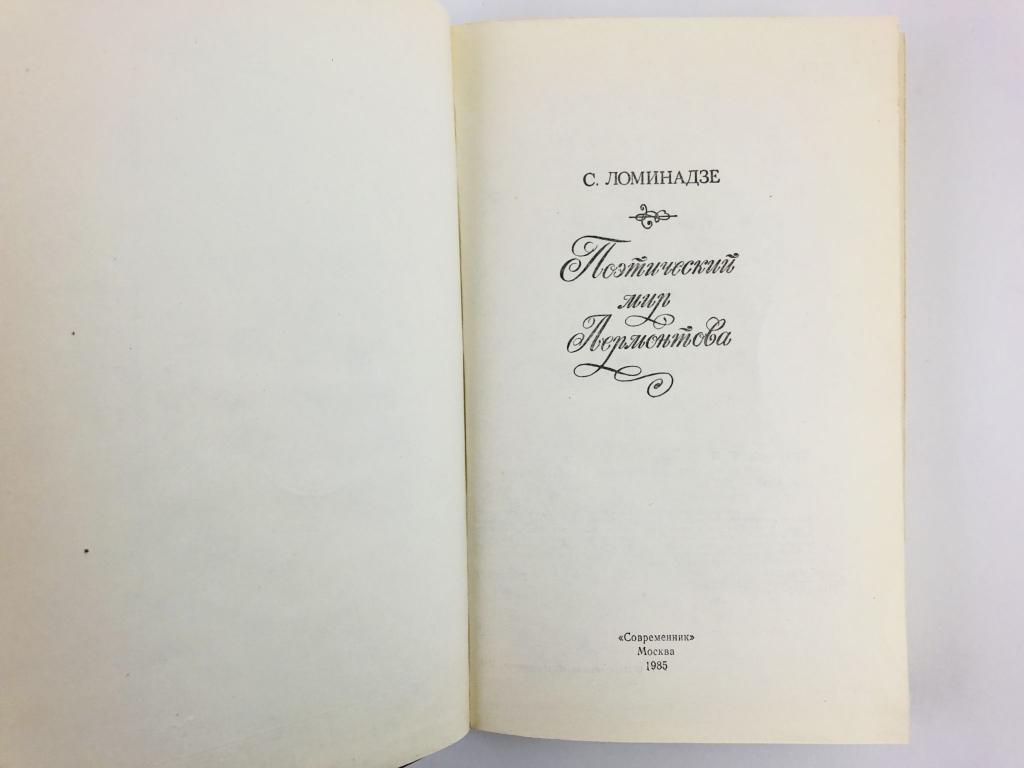 С. ЛОМИНАДЗЕ
Поэтический
мир
Лермонтова
«Современник»
Москва
1985